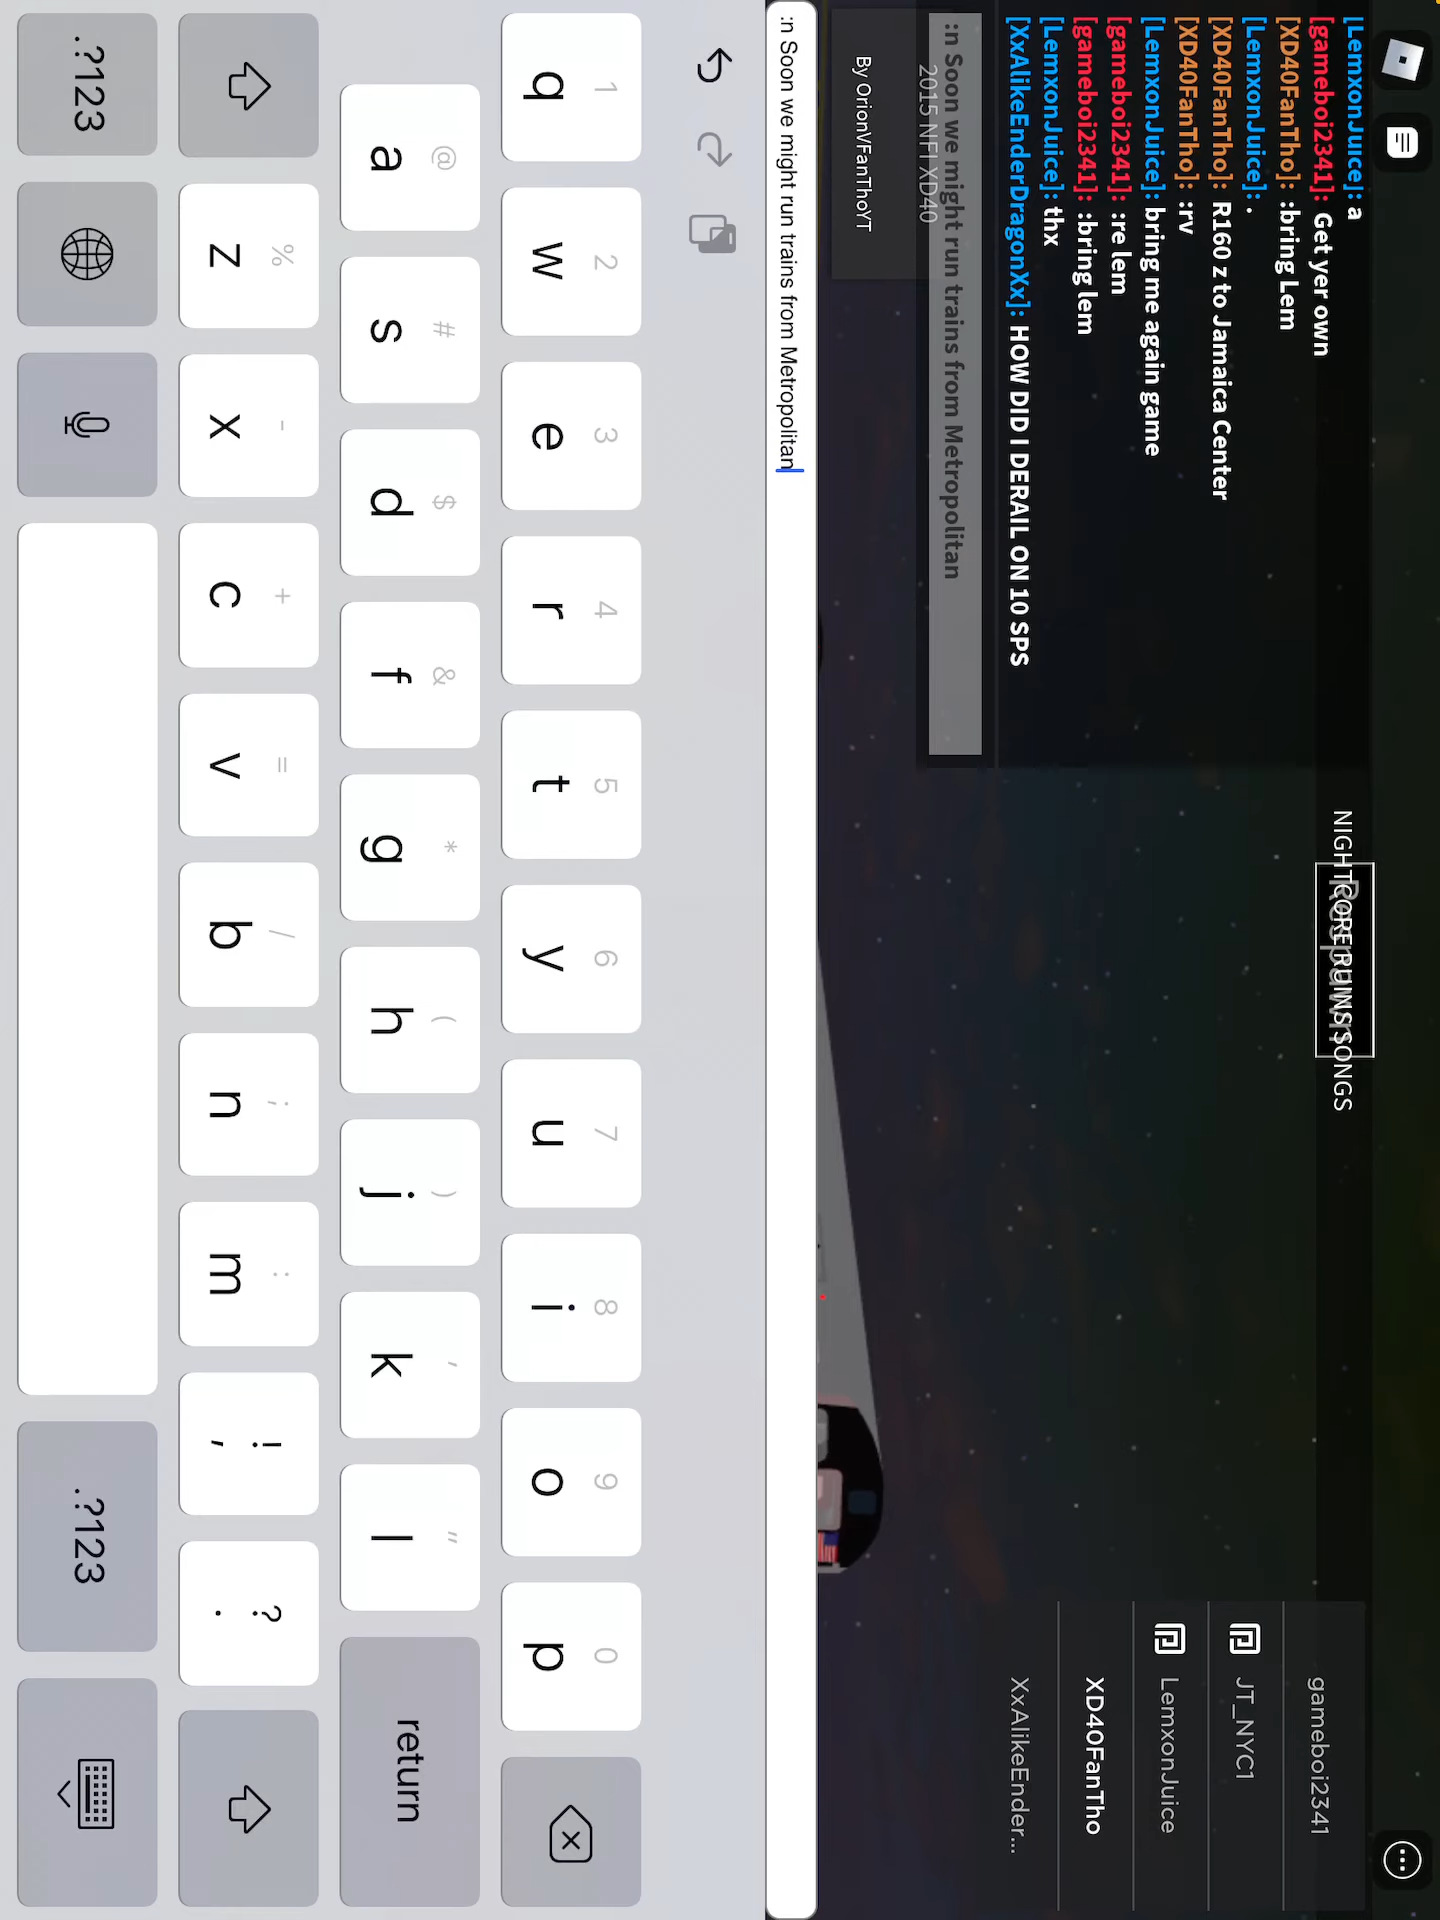 [LemxonJuice]: a
[gameboi2341]: Get yer own
[XD40FanTho]: :bring Lem
[LemxonJuice]: .
[XD40FanTho]: R160 z to Jamaica Center
[XD40FanTho]: :rv
[LemxonJuice]: bring me again game
[gameboi2341]: :re lem
[gameboi2341]: :bring lem
[LemxonJuice]: thx
[XxAlikeEnderDragonXx]: HOW DID I DERAIL ON 10 SPS
:n Soon we might run trains from Metropolitan
2015 NFI XD40
By OrionVFanThoYT
NIGHTCORE RUINS SONGS
Respawn
gameboi2341
JT_NYC1
LemxonJuice
XD40FanTho
XxAlikeEnder...
:n Soon we might run trains from Metropolitan
1 2 3 4 5 6 7 8 9 0
q w e r t y u i o p
@ # $ & * ( ) ' "
a s d f g h j k l return
% - + = / ; : ! ?
z x c v b n m , .
.?123 .?123